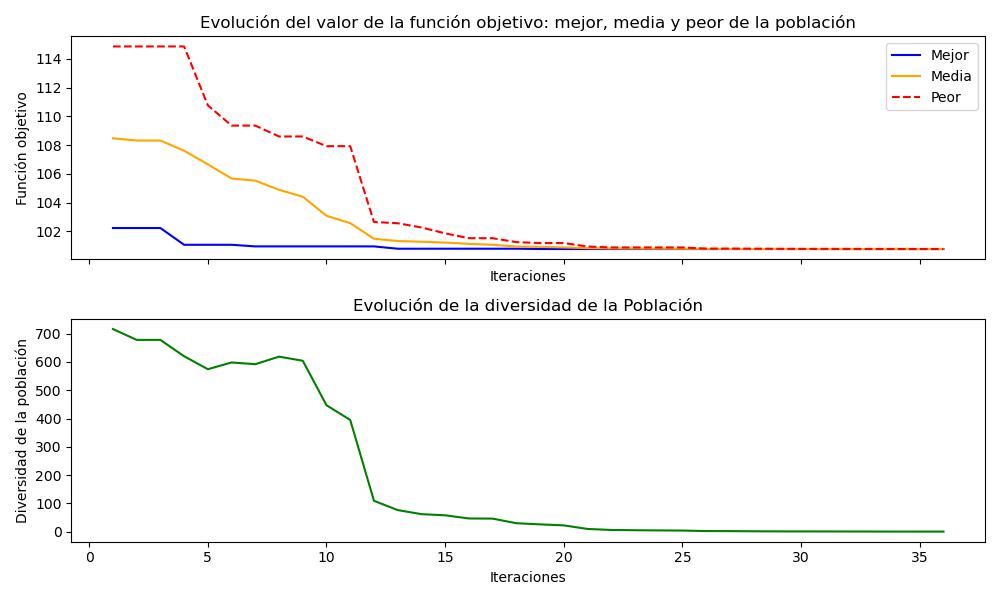 Evolución del valor de la función objetivo: mejor, media y peor de la población
Función objetivo
114
112
110
108
106
104
102
Mejor
Media
Peor
Iteraciones
Evolución de la diversidad de la Población
Diversidad de la población
700
600
500
400
300
200
100
0
0 5 10 15 20 25 30 35
Iteraciones